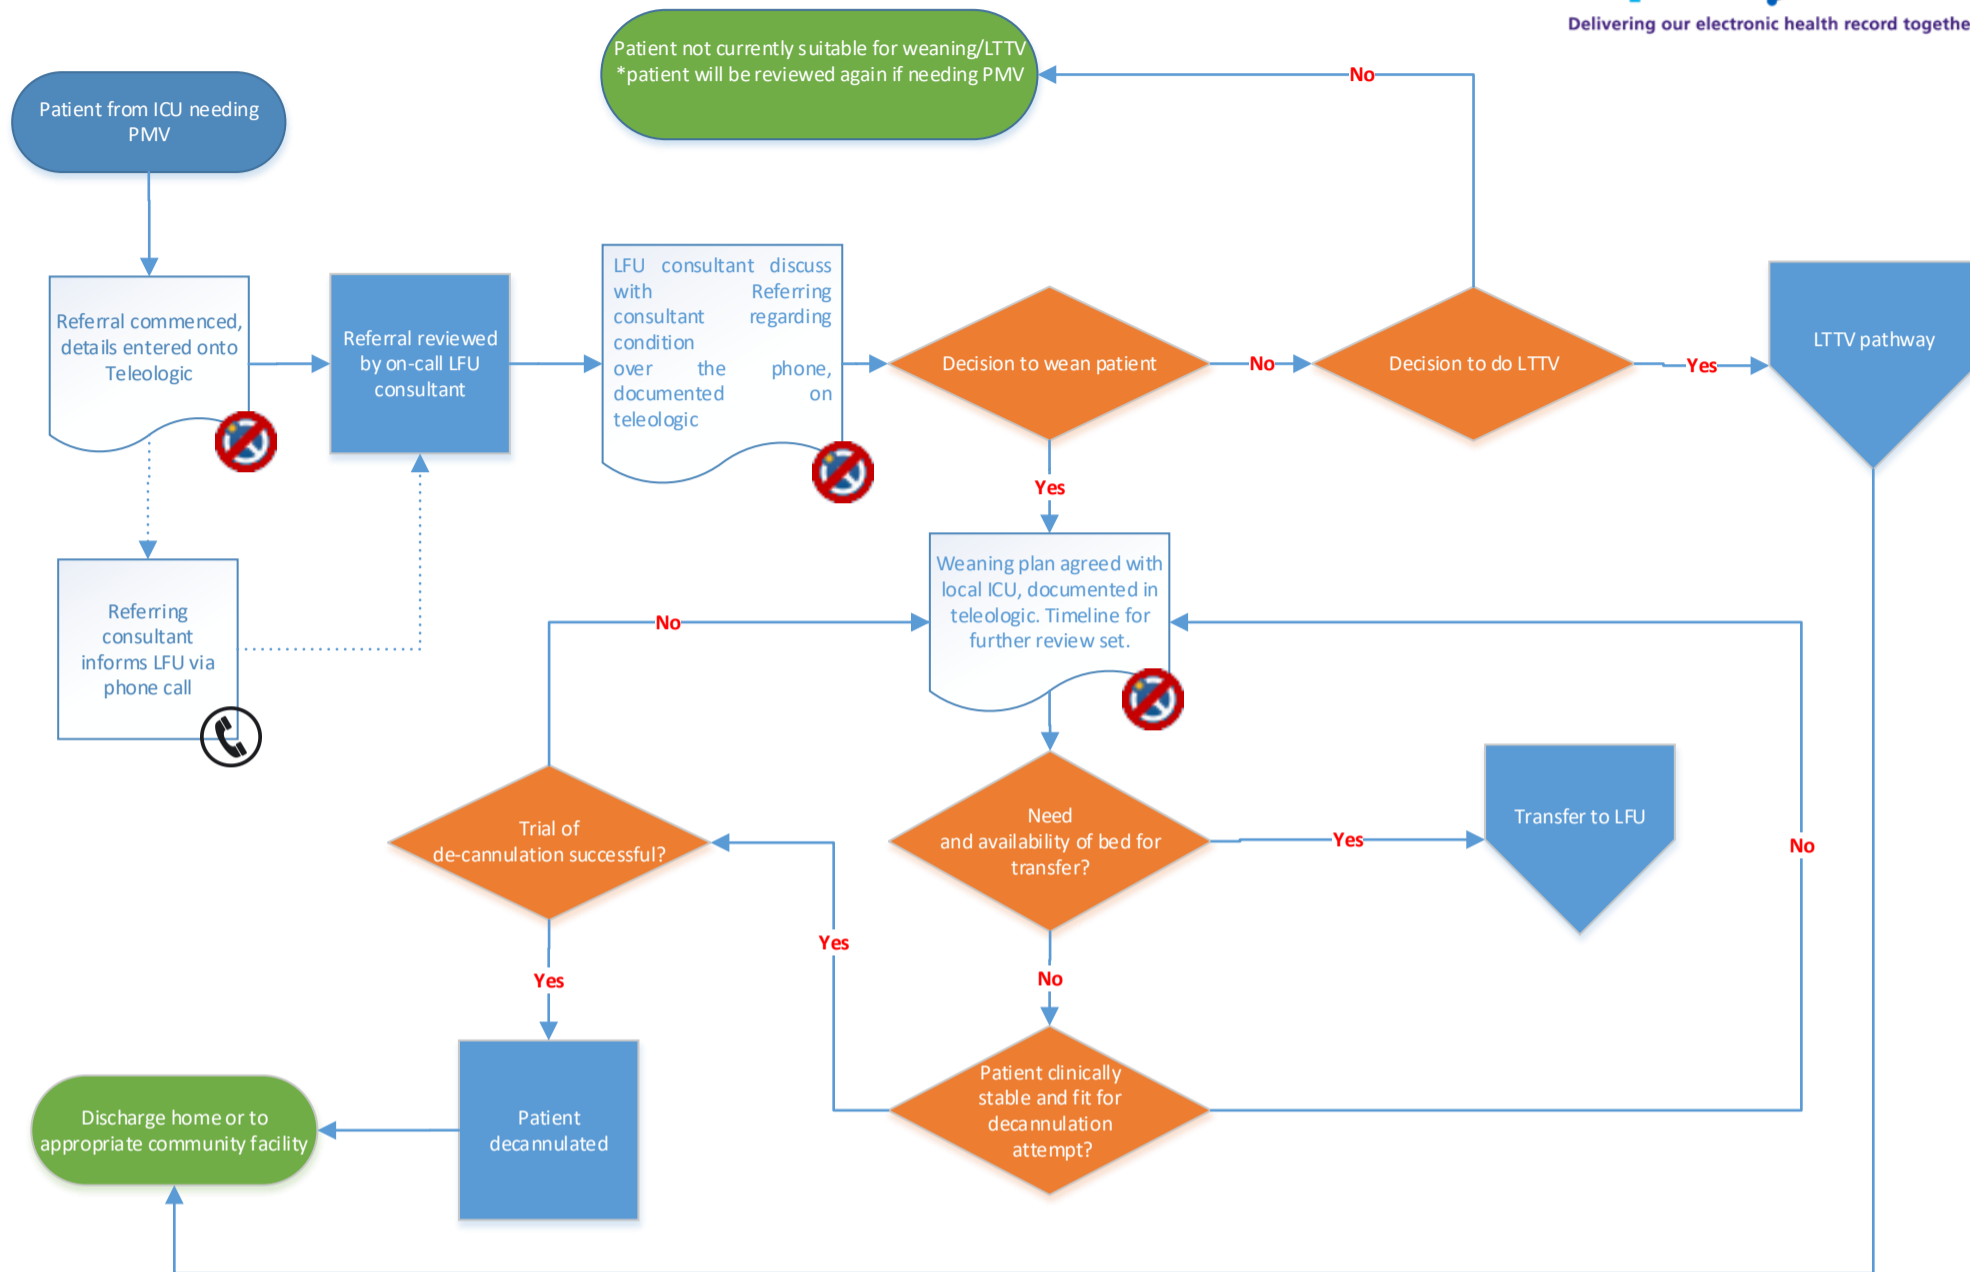 Delivering our electronic health record togethe
Patient not currently suitable for weaning/LTTV
*patient will be reviewed again if needing PMV
No
Patient from ICU needing
PMV
Referral commenced,
details entered onto
Teleologic
Referral reviewed
by on-call LFU
consultant
LFU consultant discuss
with Referring
consultant regarding
condition
over the phone,
documented on
teleologic
Decision to wean patient
No
Decision to do LTTV
Yes
LTTV pathway
Yes
Referring
consultant
informs LFU via
phone call
No
Weaning plan agreed with
local ICU, documented in
teleologic. Timeline for
further review set.
Trial of
de-cannulation successful?
Need
and availability of bed for
transfer?
Yes
Transfer to LFU
No
Yes
Yes
No
Discharge home or to
appropriate community facility
Patient
decannulated
Patient clinically
stable and fit for
decannulation
attempt?